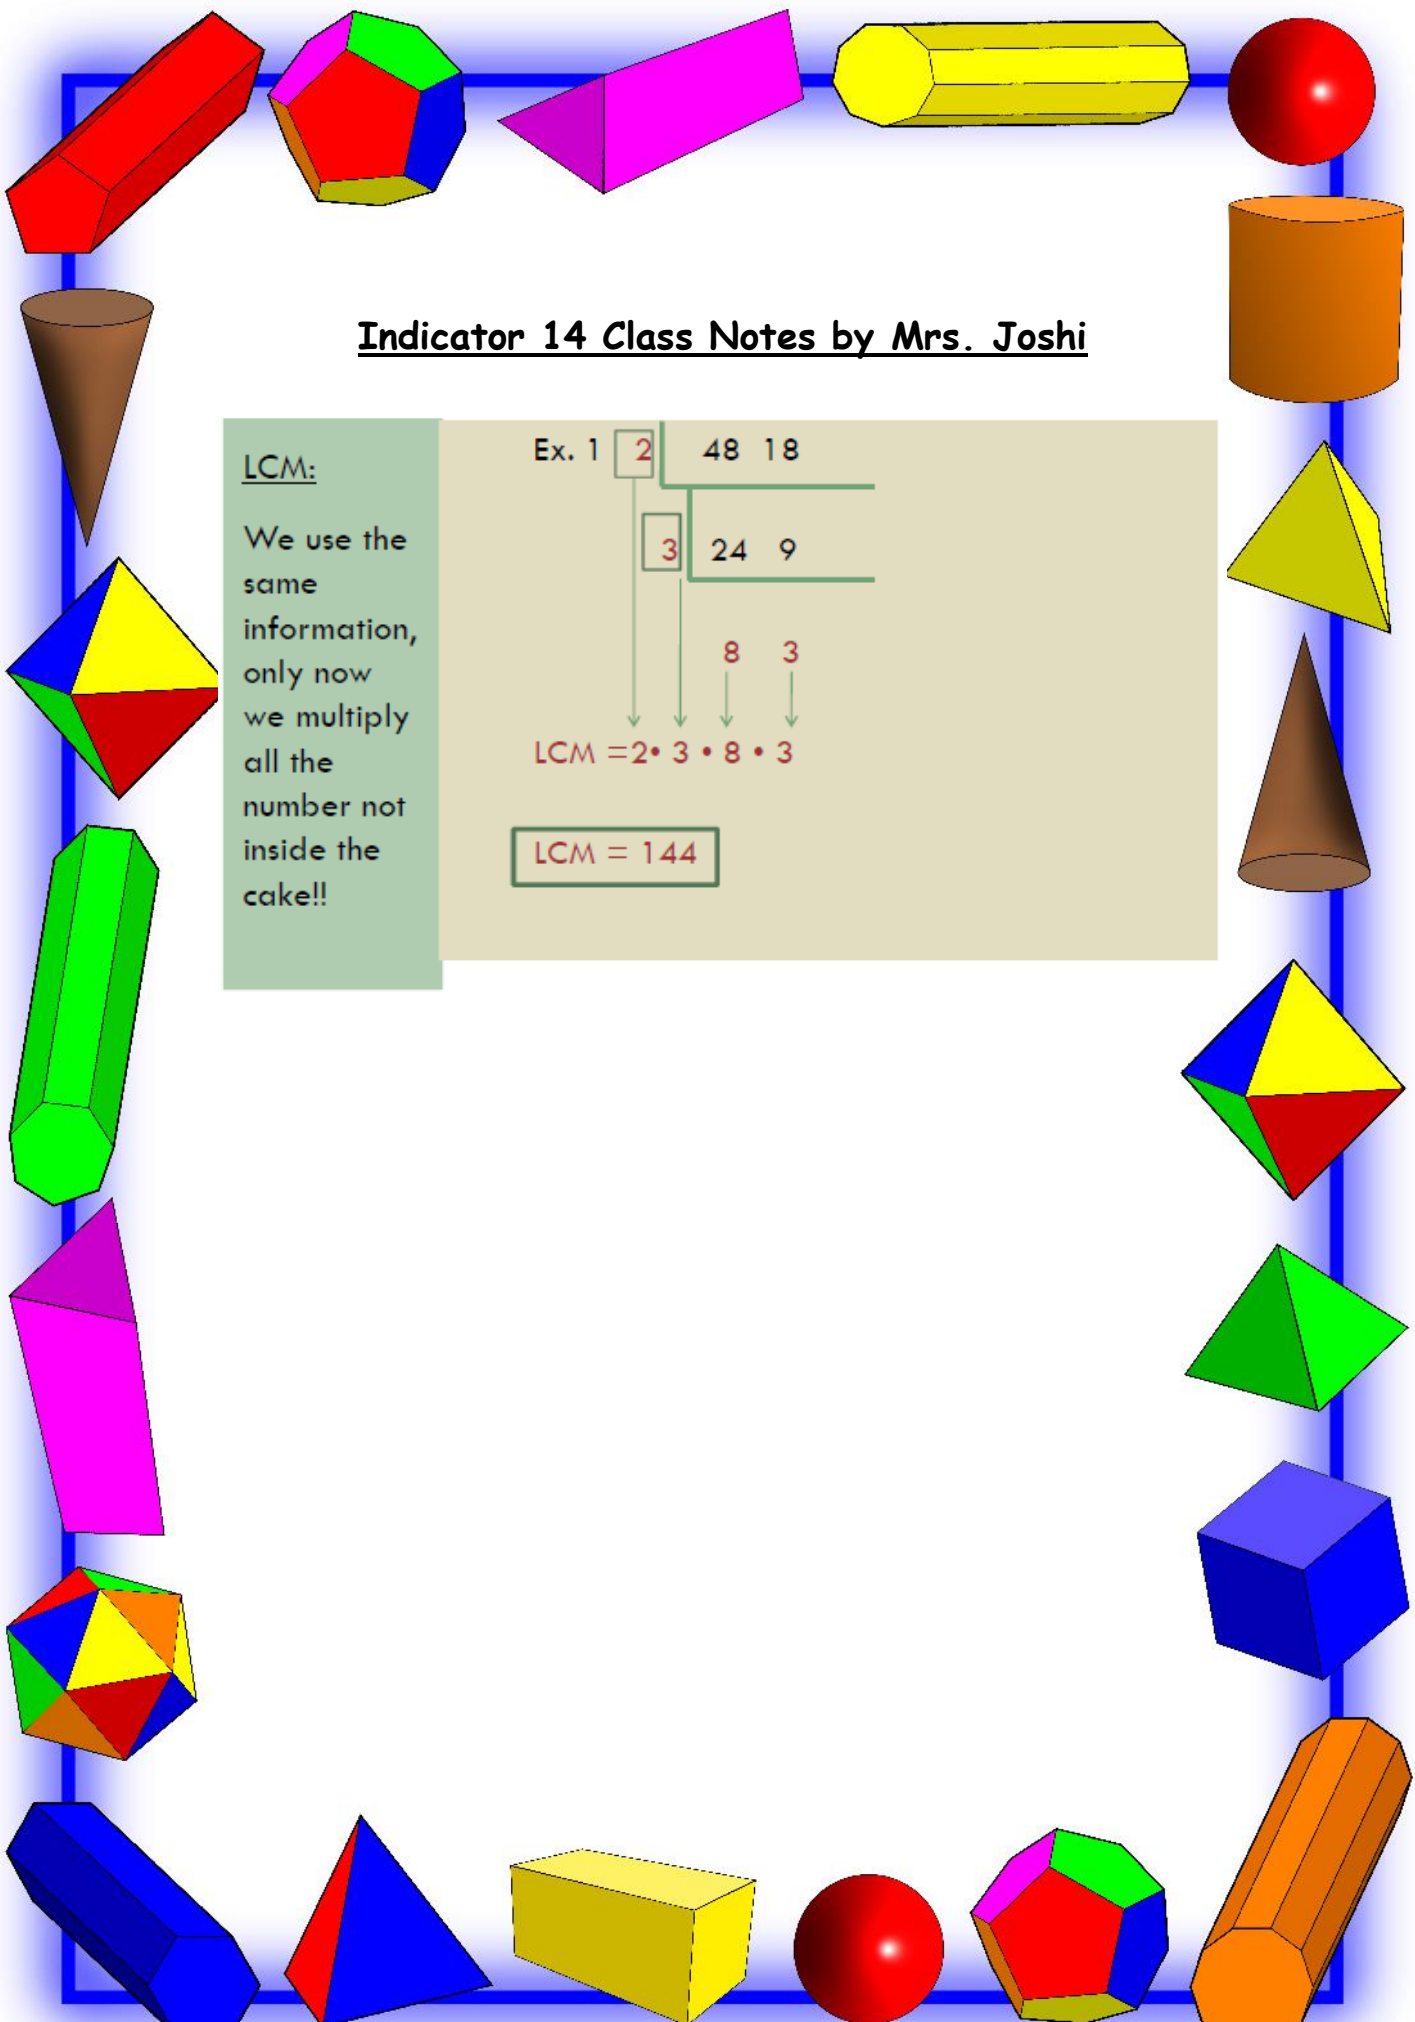 Indicator 14 Class Notes by Mrs. Joshi
LCM:
We use the
same
information,
only now
we multiply
all the
number not
inside the
cake!!
Ex. 1 2 48 18
3 24 9
8 3
LCM =2• 3 • 8 • 3
LCM = 144